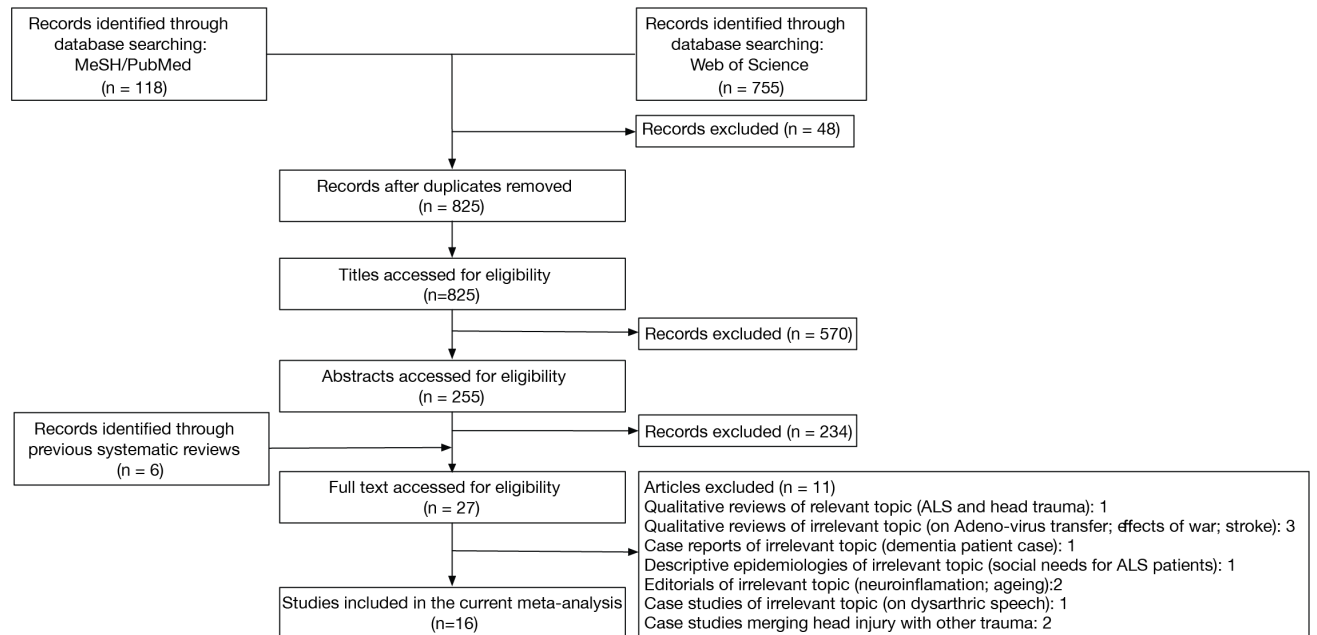 Records identified through
database searching:
MeSH/PubMed
(n = 118)
Records identified through
database searching:
Web of Science
(n = 755)
Records excluded (n = 48)
Records after duplicates removed
(n = 825)
Titles accessed for eligibility
(n=825)
Records excluded (n = 570)
Abstracts accessed for eligibility
(n = 255)
Records excluded (n = 234)
Records identified through
previous systematic reviews
(n = 6)
Full text accessed for eligibility
(n = 27)
Articles excluded (n = 11)
Qualitative reviews of relevant topic (ALS and head trauma): 1
Qualitative reviews of irrelevant topic (on Adeno-virus transfer; effects of war; stroke): 3
Case reports of irrelevant topic (dementia patient case): 1
Descriptive epidemiologies of irrelevant topic (social needs for ALS patients): 1
Editorials of irrelevant topic (neuroinflamation; ageing):2
Case studies of irrelevant topic (on dysarthric speech): 1
Case studies merging head injury with other trauma: 2
Studies included in the current meta-analysis
(n=16)